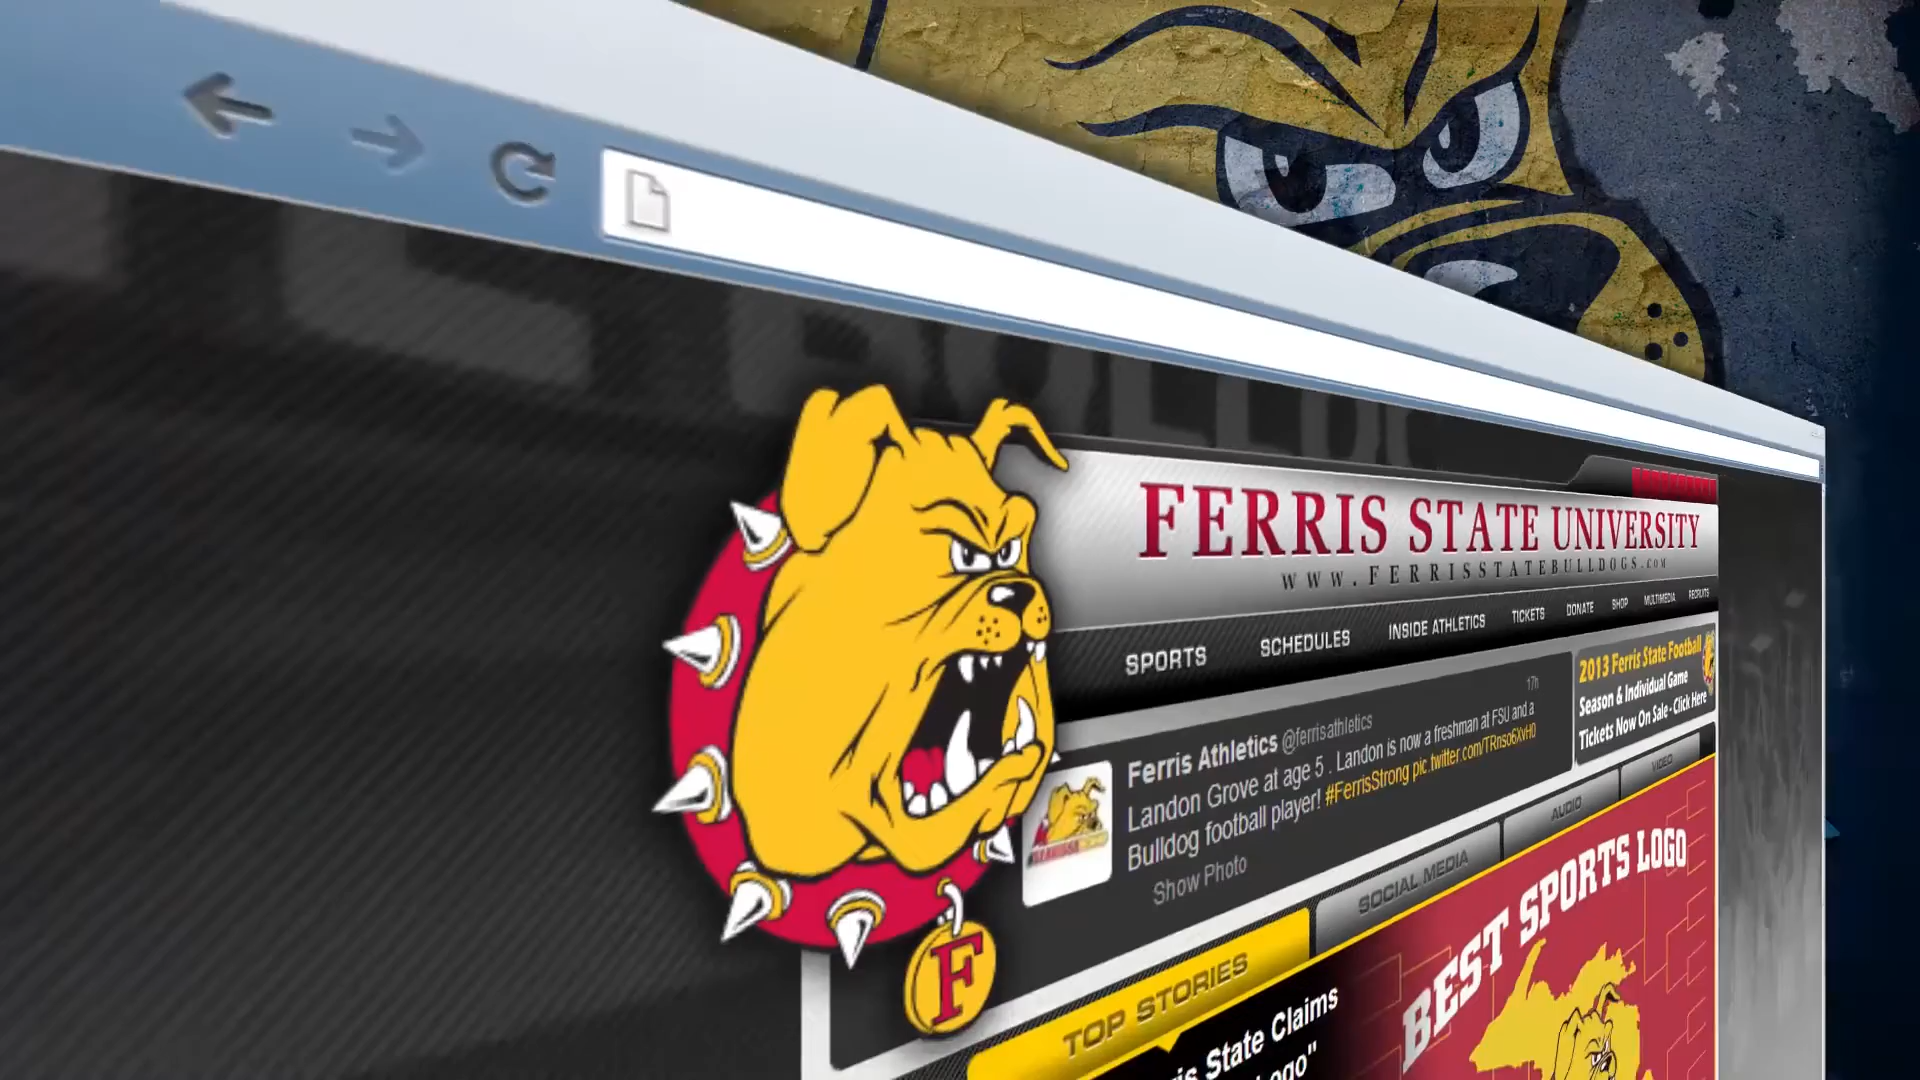 FERRIS STATE UNIVERSITY
WWW.FERRISSTATEBULLDOGS.COM
SPORTS SCHEDULES INSIDE ATHLETICS TICKETS DONATE SHOP MULTIMEDIA RECRUITS
Ferris Athletics @ferrisathletics 17h
Landon Grove at age 5 . Landon is now a freshman at FSU and a
Bulldog football player! #FerrisStrong pic.twitter.com/TRnso6XvH0
Show Photo
2013 Ferris State Football
Season & Individual Game
Tickets Now On Sale - Click Here
TOP STORIES SOCIAL MEDIA AUDIO VIDEO
State Claims
BEST SPORTS LOGO
F